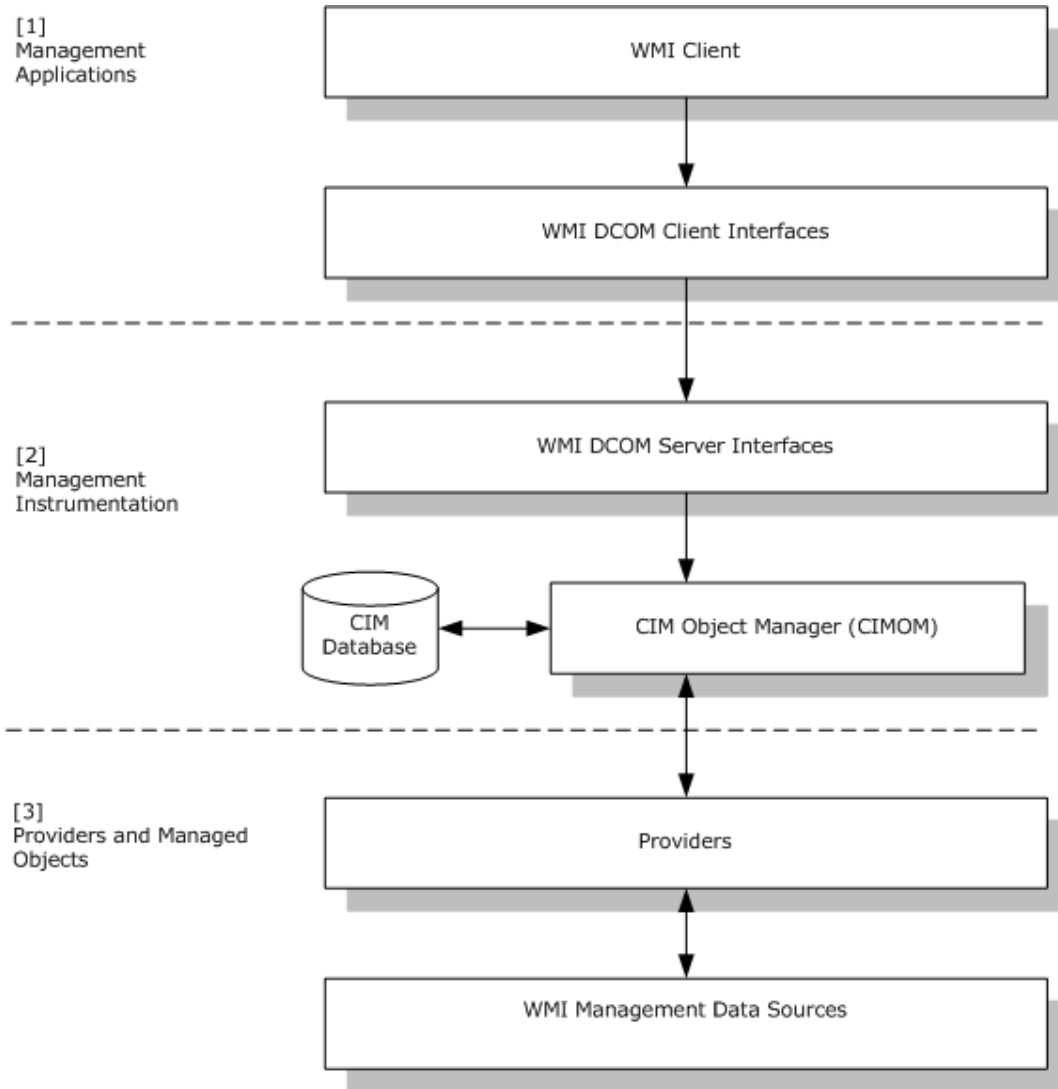 [1]
Management
Applications
WMI Client
WMI DCOM Client Interfaces
[2]
Management
Instrumentation
WMI DCOM Server Interfaces
CIM
Database
CIM Object Manager (CIMOM)
[3]
Providers and Managed
Objects
Providers
WMI Management Data Sources